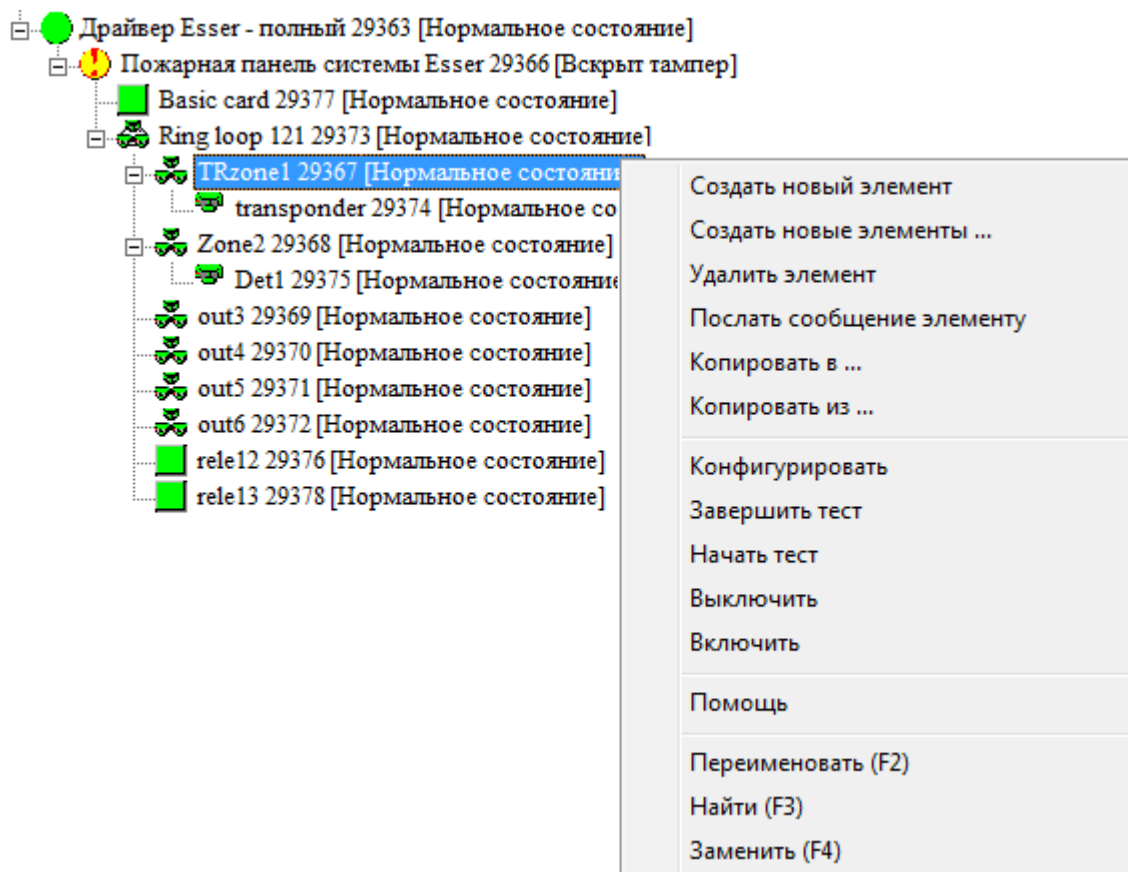 Драйвер Esser - полный 29363 [Нормальное состояние]
Пожарная панель системы Esser 29366 [Вскрыт тампер]
Basic card 29377 [Нормальное состояние]
Ring loop 121 29373 [Нормальное состояние]
TRzone1 29367 [Нормальное состояни
transponder 29374 [Нормальное со
Zone2 29368 [Нормальное состояние]
Det1 29375 [Нормальное состояние
out3 29369 [Нормальное состояние]
out4 29370 [Нормальное состояние]
out5 29371 [Нормальное состояние]
out6 29372 [Нормальное состояние]
rele12 29376 [Нормальное состояние]
rele13 29378 [Нормальное состояние]
Создать новый элемент
Создать новые элементы ...
Удалить элемент
Послать сообщение элементу
Копировать в ...
Копировать из ...
Конфигурировать
Завершить тест
Начать тест
Выключить
Включить
Помощь
Переименовать (F2)
Найти (F3)
Заменить (F4)